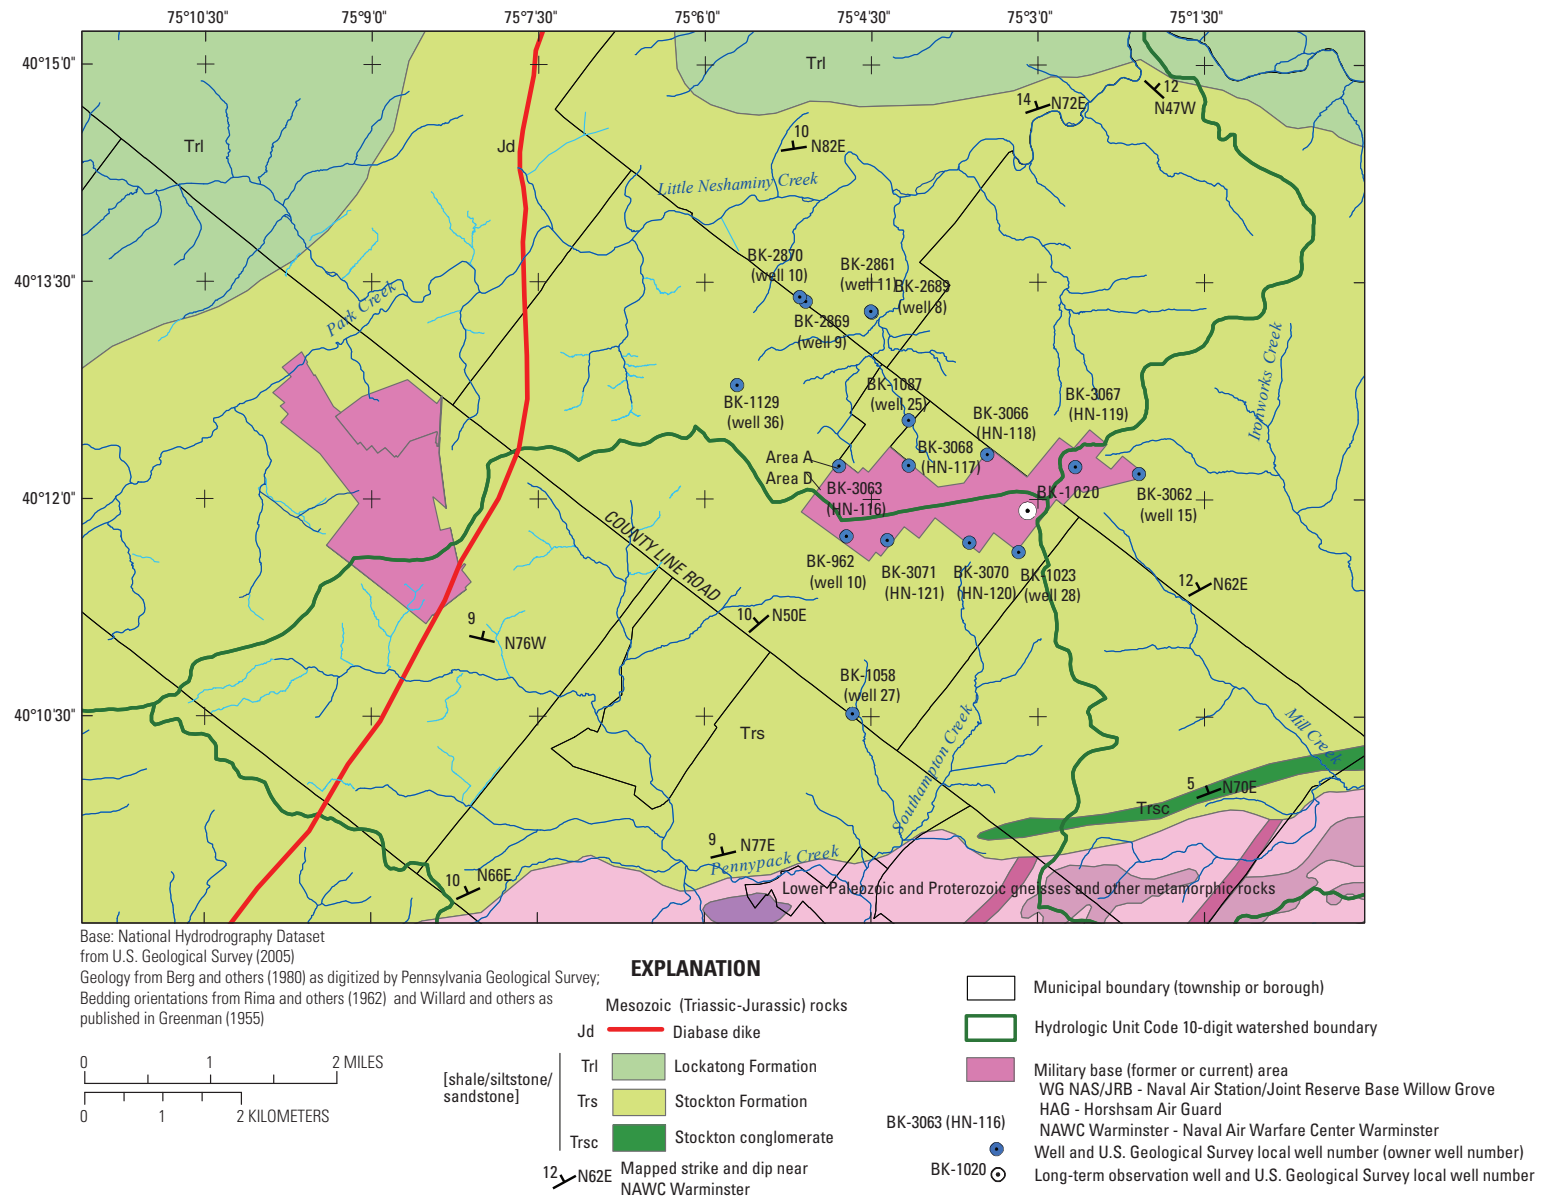 75°10'30"
75°9'0"
75°7'30"
75°6'0"
75°4'30"
75°3'0"
75°1'30"
40°15'0"
40°13'30"
40°12'0"
40°10'30"
Trl
Trl
Jd
14
N72E
12
N47W
10
N82E
Little Neshaminy Creek
Park Creek
BK-2870
(well 10)
BK-2861
(well 11)
BK-2689
(well 8)
BK-2869
(well 9)
BK-1129
(well 36)
BK-1087
(well 25)
BK-3066
(HN-118)
BK-3067
(HN-119)
Ironworks Creek
BK-3068
(HN-117)
Area A
Area D
BK-3063
(HN-116)
BK-1020
BK-3062
(well 15)
BK-962
(well 10)
BK-3071
(HN-121)
BK-3070
(HN-120)
BK-1023
(well 28)
COUNTY LINE ROAD
12
N62E
10
N50E
9
N76W
BK-1058
(well 27)
Trs
Southampton Creek
Mill Creek
5
N70E
Trsc
9
N77E
Pennypack Creek
10
N66E
Lower Paleozoic and Proterozoic gneisses and other metamorphic rocks
Base: National Hydrodrography Dataset
from U.S. Geological Survey (2005)
Geology from Berg and others (1980) as digitized by Pennsylvania Geological Survey;
Bedding orientations from Rima and others (1962) and Willard and others as
published in Greenman (1955)
0 1 2 MILES
0 1 2 KILOMETERS
EXPLANATION
Mesozoic (Triassic-Jurassic) rocks
Jd Diabase dike
[shale/siltstone/
sandstone]
Trl Lockatong Formation
Trs Stockton Formation
Trsc Stockton conglomerate
12 N62E Mapped strike and dip near
NAWC Warminster
Municipal boundary (township or borough)
Hydrologic Unit Code 10-digit watershed boundary
Military base (former or current) area
WG NAS/JRB - Naval Air Station/Joint Reserve Base Willow Grove
HAG - Horsham Air Guard
NAWC Warminster - Naval Air Warfare Center Warminster
BK-3063 (HN-116)
Well and U.S. Geological Survey local well number (owner well number)
BK-1020 Long-term observation well and U.S. Geological Survey local well number